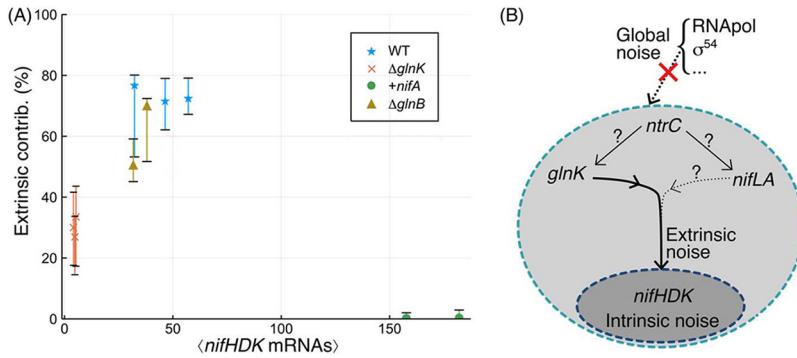 (A)
Extrinsic contrib. (%)
100
80
60
40
20
0
0
50
100
150
⟨nifHDK mRNAs⟩
WT
ΔglnK
+nifA
ΔglnB
(B)
Global
noise
RNApol
σ⁵⁴
...
ntrC
?
?
glnK
?
nifLA
Extrinsic
noise
nifHDK
Intrinsic noise